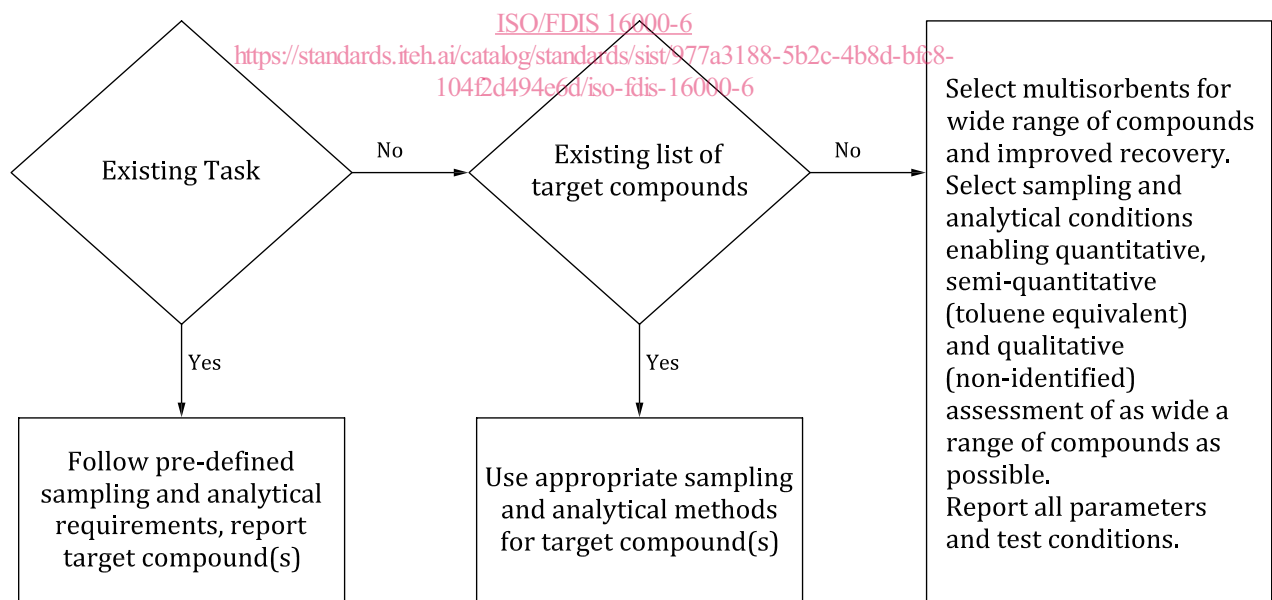 ISO/FDIS 16000-6
https://standards.iteh.ai/catalog/standards/sist/977a3188-5b2c-4b8d-bfc8-
104f2d494e6d/iso-fdis-16000-6
Existing Task
No
Existing list of
target compounds
No
Yes
Follow pre-defined
sampling and analytical
requirements, report
target compound(s)
Yes
Use appropriate sampling
and analytical methods
for target compound(s)
Select multisorbents for
wide range of compounds
and improved recovery.
Select sampling and
analytical conditions
enabling quantitative,
semi-quantitative
(toluene equivalent)
and qualitative
(non-identified)
assessment of as wide a
range of compounds as
possible.
Report all parameters
and test conditions.